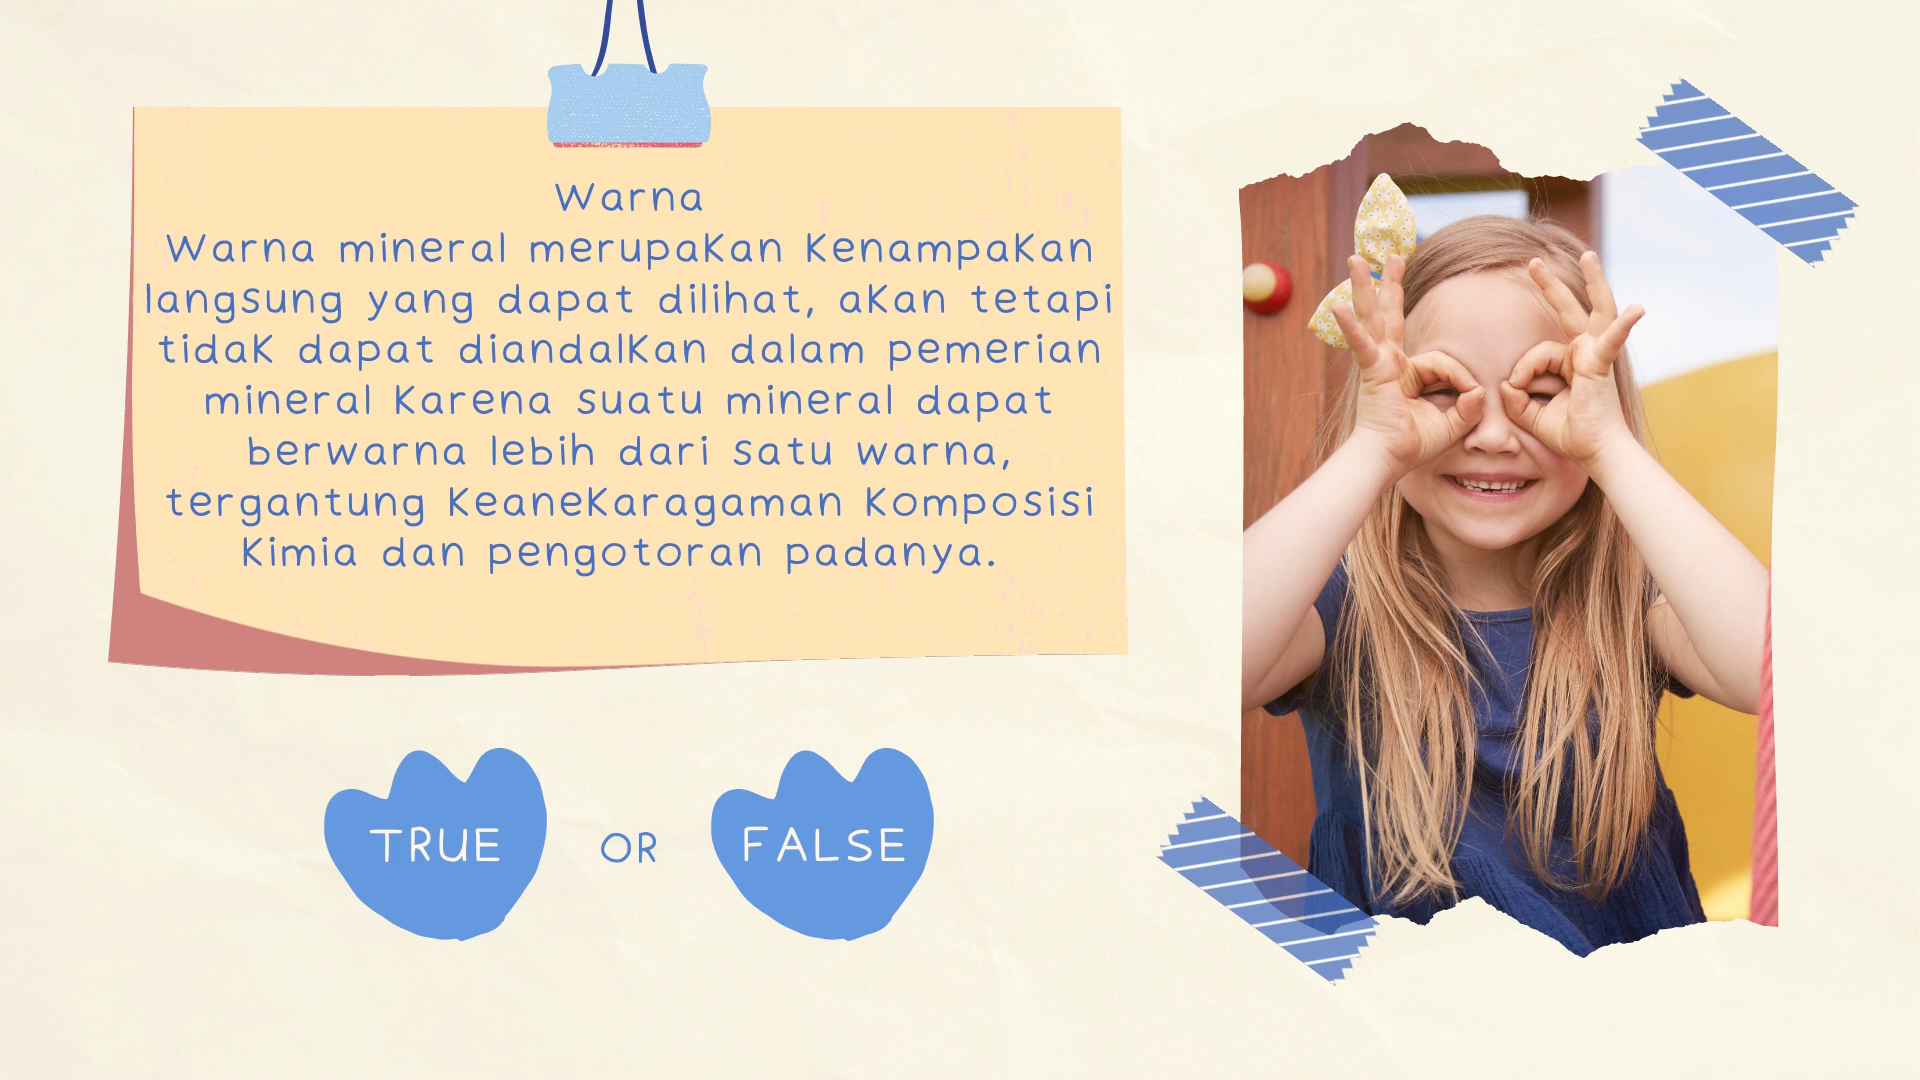 Warna
Warna mineral merupakan kenampakan
langsung yang dapat dilihat, akan tetapi
tidak dapat diandalkan dalam pemerian
mineral karena suatu mineral dapat
berwarna lebih dari satu warna,
tergantung keanekaragaman komposisi
kimia dan pengotoran padanya.
TRUE OR FALSE